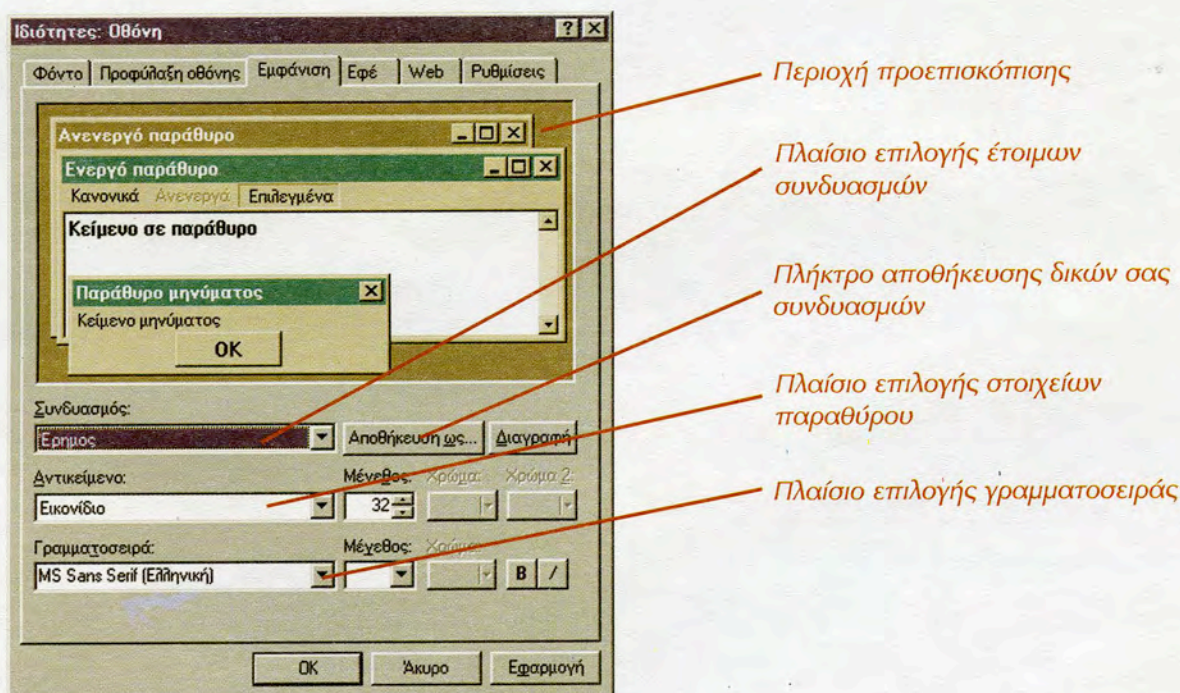 Ιδιότητες: Οθόνη
Φόντο Προφύλαξη οθόνης Εμφάνιση Εφέ Web Ρυθμίσεις
Ανενεργό παράθυρο
Ενεργό παράθυρο
Κανονικά Ανενεργά Επιλεγμένα
Κείμενο σε παράθυρο
Παράθυρο μηνύματος
Κείμενο μηνύματος
OK
Συνδυασμός:
Ερημος Αποθήκευση ως... Διαγραφή
Αντικείμενο: Μέγεθος: Χρώμα: Χρώμα 2:
Εικονίδιο 32
Γραμματοσειρά: Μέγεθος: Χρώμα:
MS Sans Serif (Ελληνική) B /
OK Άκυρο Εφαρμογή
Περιοχή προεπισκόπισης
Πλαίσιο επιλογής έτοιμων
συνδυασμών
Πλήκτρο αποθήκευσης δικών σας
συνδυασμών
Πλαίσιο επιλογής στοιχείων
παραθύρου
Πλαίσιο επιλογής γραμματοσειράς